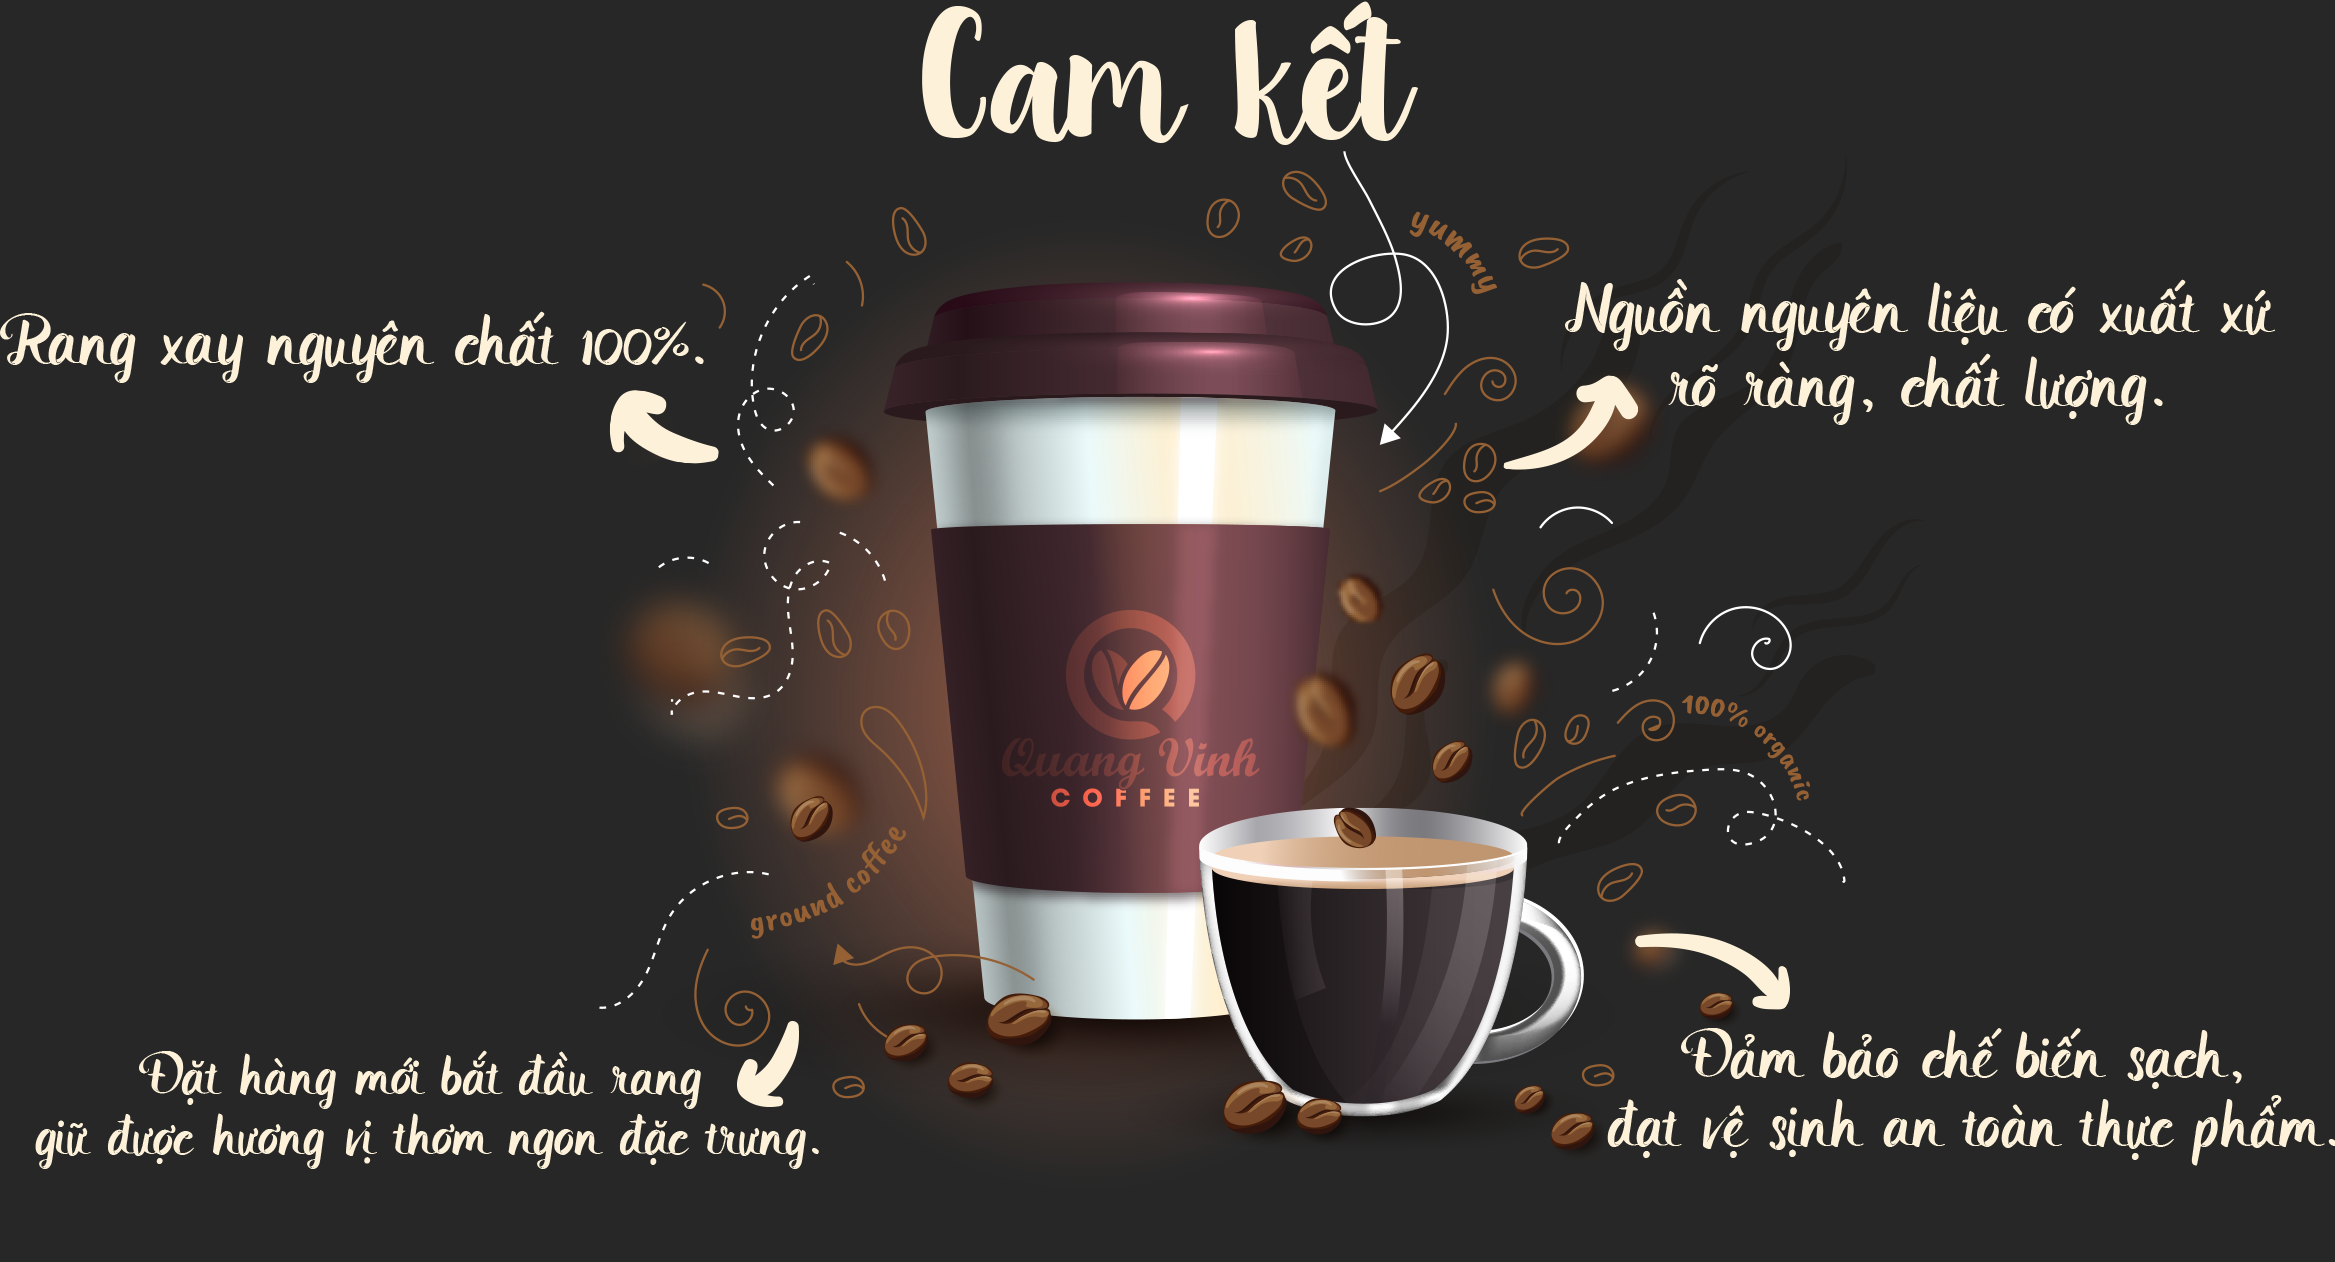 Cam kết
yummy
Rang xay nguyên chất 100%.
Nguồn nguyên liệu có xuất xứ
rõ ràng, chất lượng.
100% organic
Quang Vinh
COFFEE
ground coffee
Đặt hàng mới bắt đầu rang
giữ được hương vị thơm ngon đặc trưng.
Đảm bảo chế biến sạch,
đạt vệ sịnh an toàn thực phẩm.